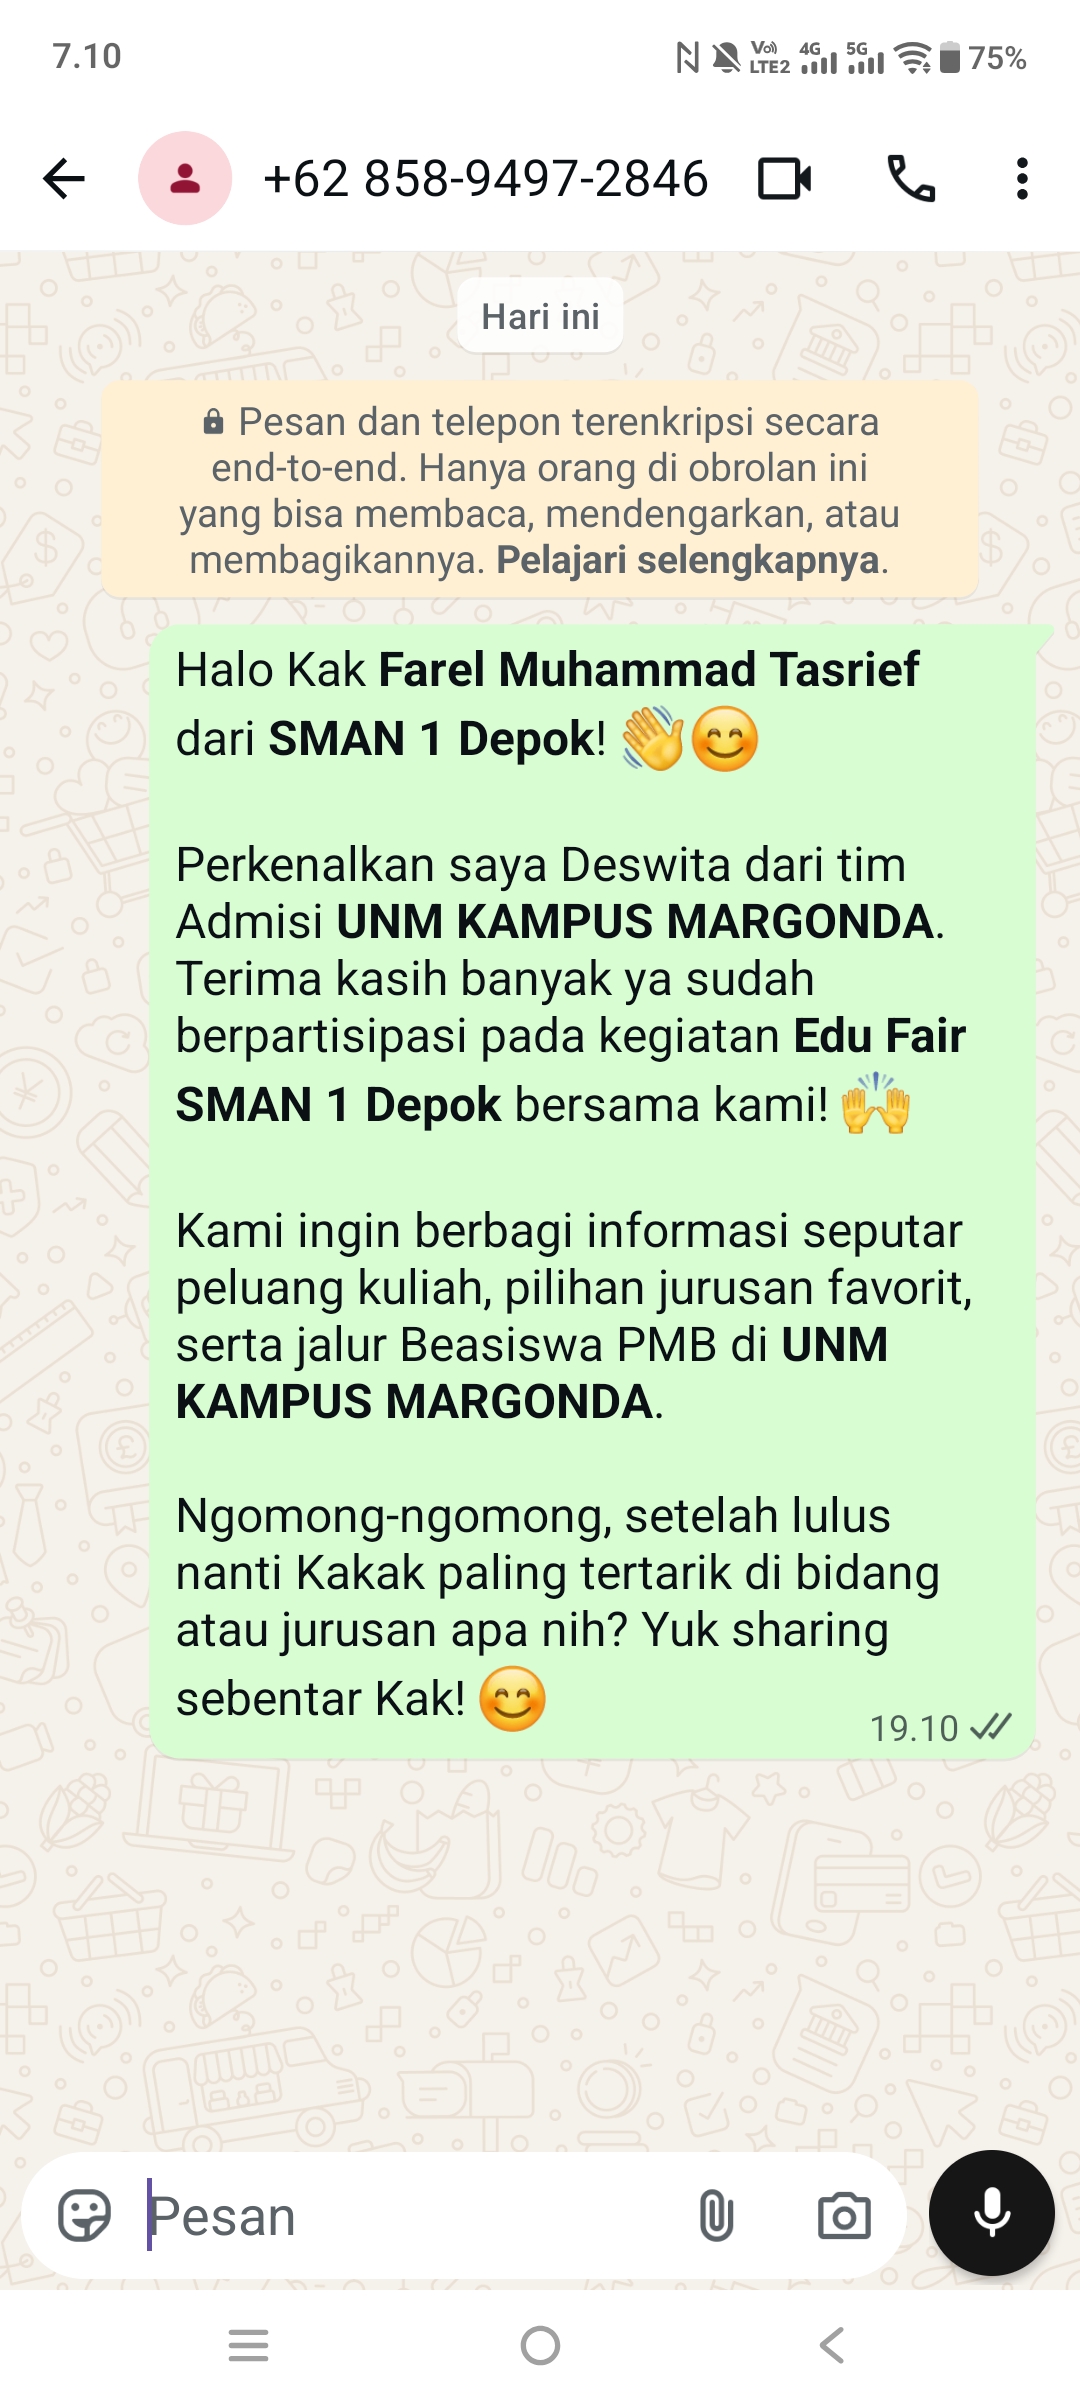 7.10
Vo)) 4G 5G
LTE2 75%
+62 858-9497-2846
Hari ini
Pesan dan telepon terenkripsi secara
end-to-end. Hanya orang di obrolan ini
yang bisa membaca, mendengarkan, atau
membagikannya. Pelajari selengkapnya.
Halo Kak Farel Muhammad Tasrief
dari SMAN 1 Depok! 👋😊
Perkenalkan saya Deswita dari tim
Admisi UNM KAMPUS MARGONDA.
Terima kasih banyak ya sudah
berpartisipasi pada kegiatan Edu Fair
SMAN 1 Depok bersama kami! 🙌
Kami ingin berbagi informasi seputar
peluang kuliah, pilihan jurusan favorit,
serta jalur Beasiswa PMB di UNM
KAMPUS MARGONDA.
Ngomong-ngomong, setelah lulus
nanti Kakak paling tertarik di bidang
atau jurusan apa nih? Yuk sharing
sebentar Kak! 😊
19.10
Pesan